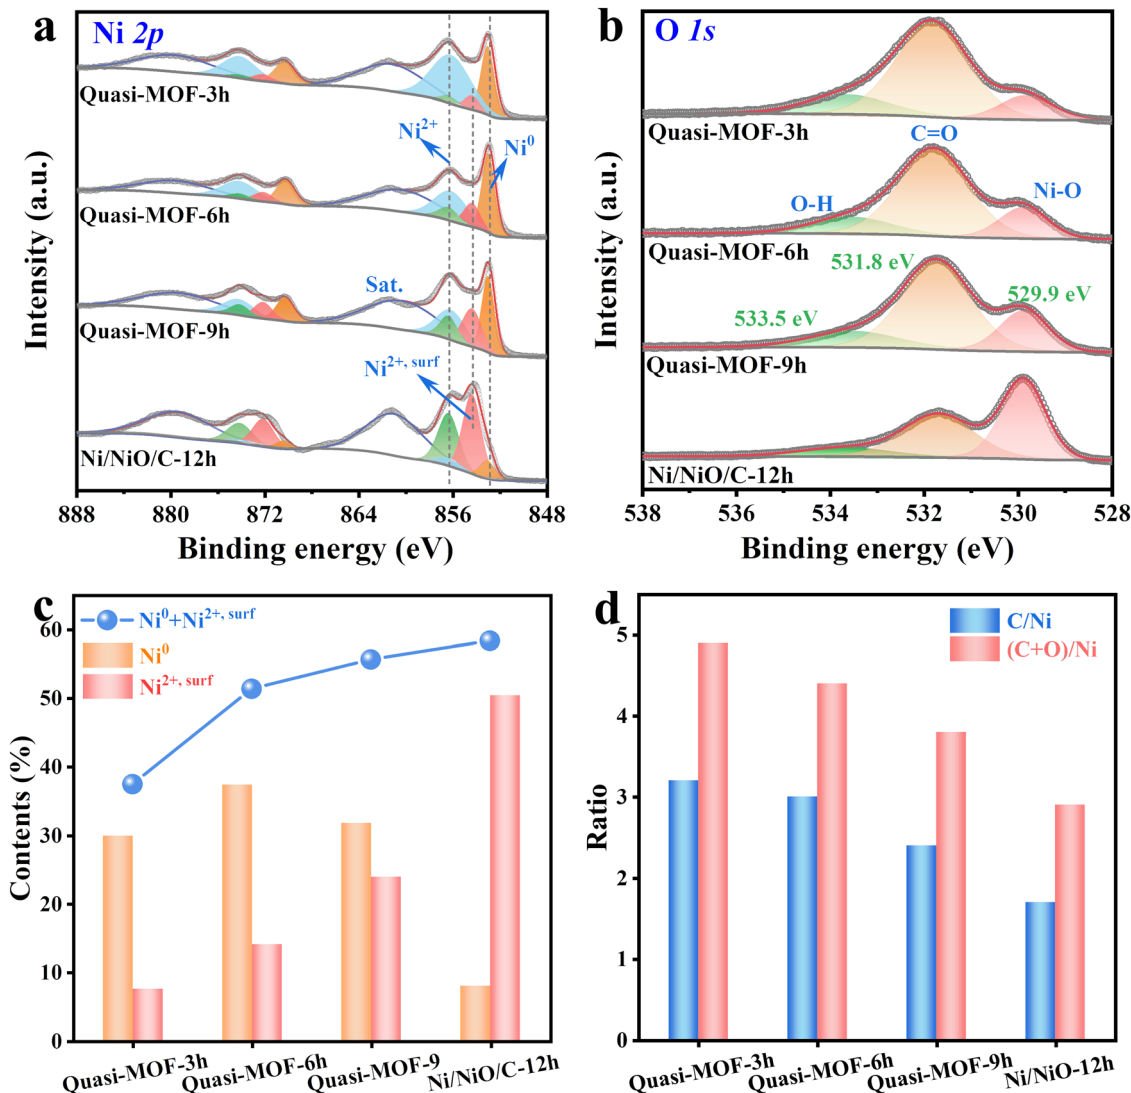 a
Ni 2p
Quasi-MOF-3h
Ni²⁺
Ni⁰
Quasi-MOF-6h
Sat.
Quasi-MOF-9h
Ni²⁺, ˢᵘʳᶠ
Ni/NiO/C-12h
Intensity (a.u.)
888
880
872
864
856
848
Binding energy (eV)
b
O 1s
Quasi-MOF-3h
C=O
O-H
Ni-O
Quasi-MOF-6h
531.8 eV
529.9 eV
533.5 eV
Quasi-MOF-9h
Ni/NiO/C-12h
Intensity (a.u.)
538
536
534
532
530
528
Binding energy (eV)
c
Ni⁰+Ni²⁺, ˢᵘʳᶠ
Ni⁰
Ni²⁺, ˢᵘʳᶠ
Contents (%)
60
50
40
30
20
10
0
Quasi-MOF-3h
Quasi-MOF-6h
Quasi-MOF-9
Ni/NiO/C-12h
d
C/Ni
(C+O)/Ni
Ratio
5
4
3
2
1
0
Quasi-MOF-3h
Quasi-MOF-6h
Quasi-MOF-9h
Ni/NiO-12h